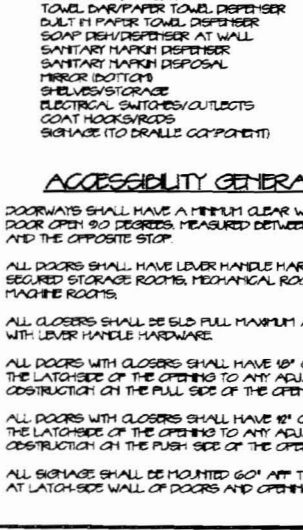 TOWEL BAR/PAPER TOWEL DISPENSER
BUILT IN PAPER TOWEL DISPENSER
SOAP DISH/DISPENSER AT WALL
SANITARY NAPKIN DISPENSER
SANITARY NAPKIN DISPOSAL
MIRROR (BOTTOM)
SHELVES/STORAGE
ELECTRICAL SWITCHES/OUTLECTS
COAT HOOKS/RODS
SIGNAGE (TO BRAILLE COMPONENT)
ACCESSIBILITY GENERA
DOORWAYS SHALL HAVE A MINIMUM CLEAR W
DOOR OPEN 90 DEGREES, MEASURED BETWEE
AND THE OPPOSITE STOP.
ALL DOORS SHALL HAVE LEVER HANDLE HAR
SECURED STORAGE ROOMS, MECHANICAL ROO
MACHINE ROOMS,
ALL CLOSERS SHALL BE 5LB PULL MAXIMUM A
WITH LEVER HANDLE HARDWARE
ALL DOORS WITH CLOSERS SHALL HAVE 18" C
THE LATCHSIDE OF THE OPENING TO ANY ADJ
OBSTRUCTION ON THE PULL SIDE OF THE OPEN
ALL DOORS WITH CLOSERS SHALL HAVE 12" C
THE LATCHSIDE OF THE OPENING TO ANY ADJ
OBSTRUCTION ON THE PUSH SIDE OF THE OPE
ALL SIGNAGE SHALL BE MOUNTED 60" AFF T
AT LATCH-SIDE WALL OF DOORS AND OPENIN